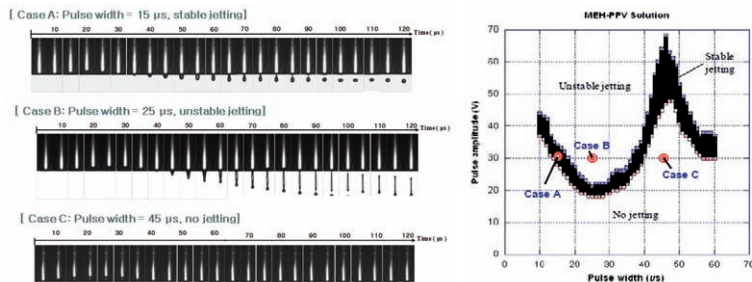 [ Case A: Pulse width = 15 µs, stable jetting]
10 20 30 40 50 60 70 80 90 100 110 120 Time( µs)
[ Case B: Pulse width = 25 µs, unstable jetting]
10 20 30 40 50 60 70 80 90 100 110 120 Time( µs)
[ Case C: Pulse width = 45 µs, no jetting]
10 20 30 40 50 60 70 80 90 100 110 120 Time( µs)
MEH-PPV Solution
Pulse amplitude (V)
70
60
50
40
30
20
10
0
Unstable jetting
Stable
jetting
Case B
Case A
Case C
No jetting
0 10 20 30 40 50 60 70
Pulse width (us)